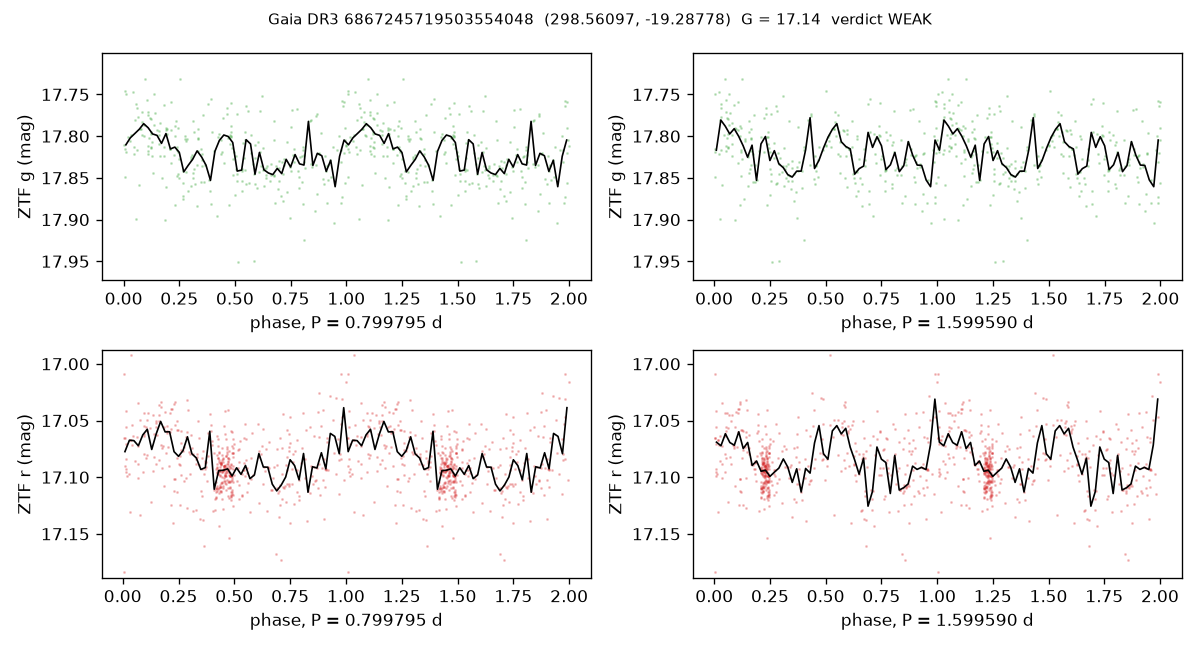 Gaia DR3 6867245719503554048  (298.56097, -19.28778)  G = 17.14  verdict WEAK
ZTF g (mag)
17.75
17.80
17.85
17.90
17.95
0.00 0.25 0.50 0.75 1.00 1.25 1.50 1.75 2.00
phase, P = 0.799795 d
ZTF g (mag)
17.75
17.80
17.85
17.90
17.95
0.00 0.25 0.50 0.75 1.00 1.25 1.50 1.75 2.00
phase, P = 1.599590 d
ZTF r (mag)
17.00
17.05
17.10
17.15
0.00 0.25 0.50 0.75 1.00 1.25 1.50 1.75 2.00
phase, P = 0.799795 d
ZTF r (mag)
17.00
17.05
17.10
17.15
0.00 0.25 0.50 0.75 1.00 1.25 1.50 1.75 2.00
phase, P = 1.599590 d